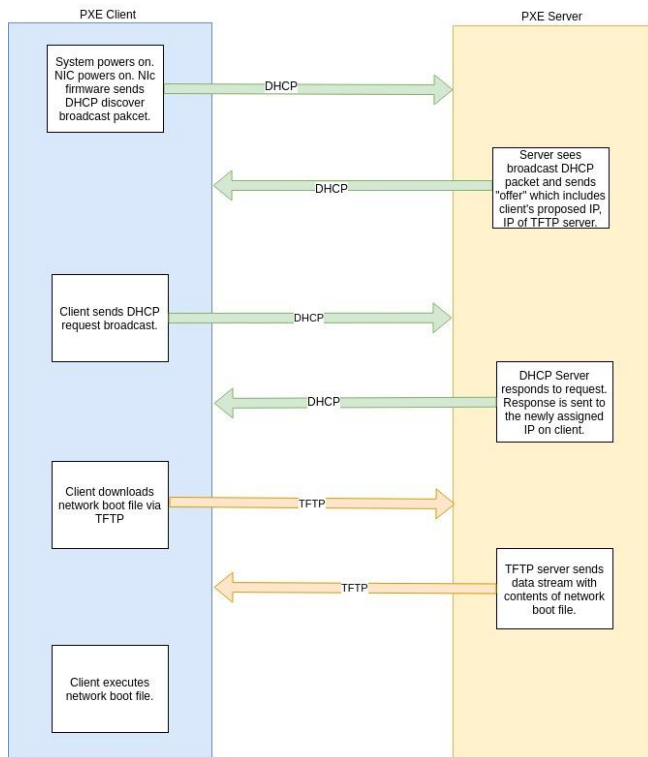 PXE Client
PXE Server
System powers on.
NIC powers on. NIc
firmware sends
DHCP discover
broadcast pakcet.
DHCP
Server sees
broadcast DHCP
packet and sends
"offer" which includes
client's proposed IP,
IP of TFTP server.
DHCP
Client sends DHCP
request broadcast.
DHCP
DHCP Server
responds to request.
Response is sent to
the newly assigned
IP on client.
DHCP
Client downloads
network boot file via
TFTP
TFTP
TFTP server sends
data stream with
contents of network
boot file.
TFTP
Client executes
network boot file.